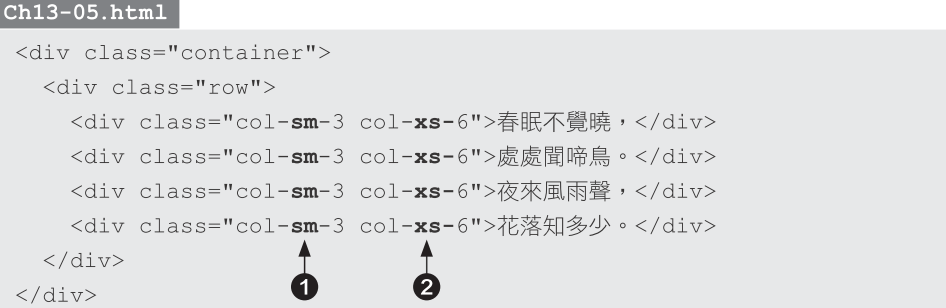 Ch13-05.html
<div class="container">
  <div class="row">
    <div class="col-sm-3 col-xs-6">春眠不覺曉，</div>
    <div class="col-sm-3 col-xs-6">處處聞啼鳥。</div>
    <div class="col-sm-3 col-xs-6">夜來風雨聲，</div>
    <div class="col-sm-3 col-xs-6">花落知多少。</div>
  </div>
</div>
❶ ❷